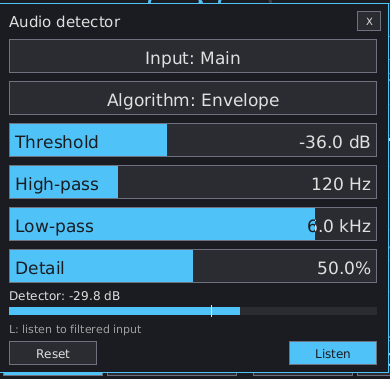 Audio detector
X
Input: Main
Algorithm: Envelope
Threshold -36.0 dB
High-pass 120 Hz
Low-pass 6.0 kHz
Detail 50.0%
Detector: -29.8 dB
L: listen to filtered input
Reset Listen